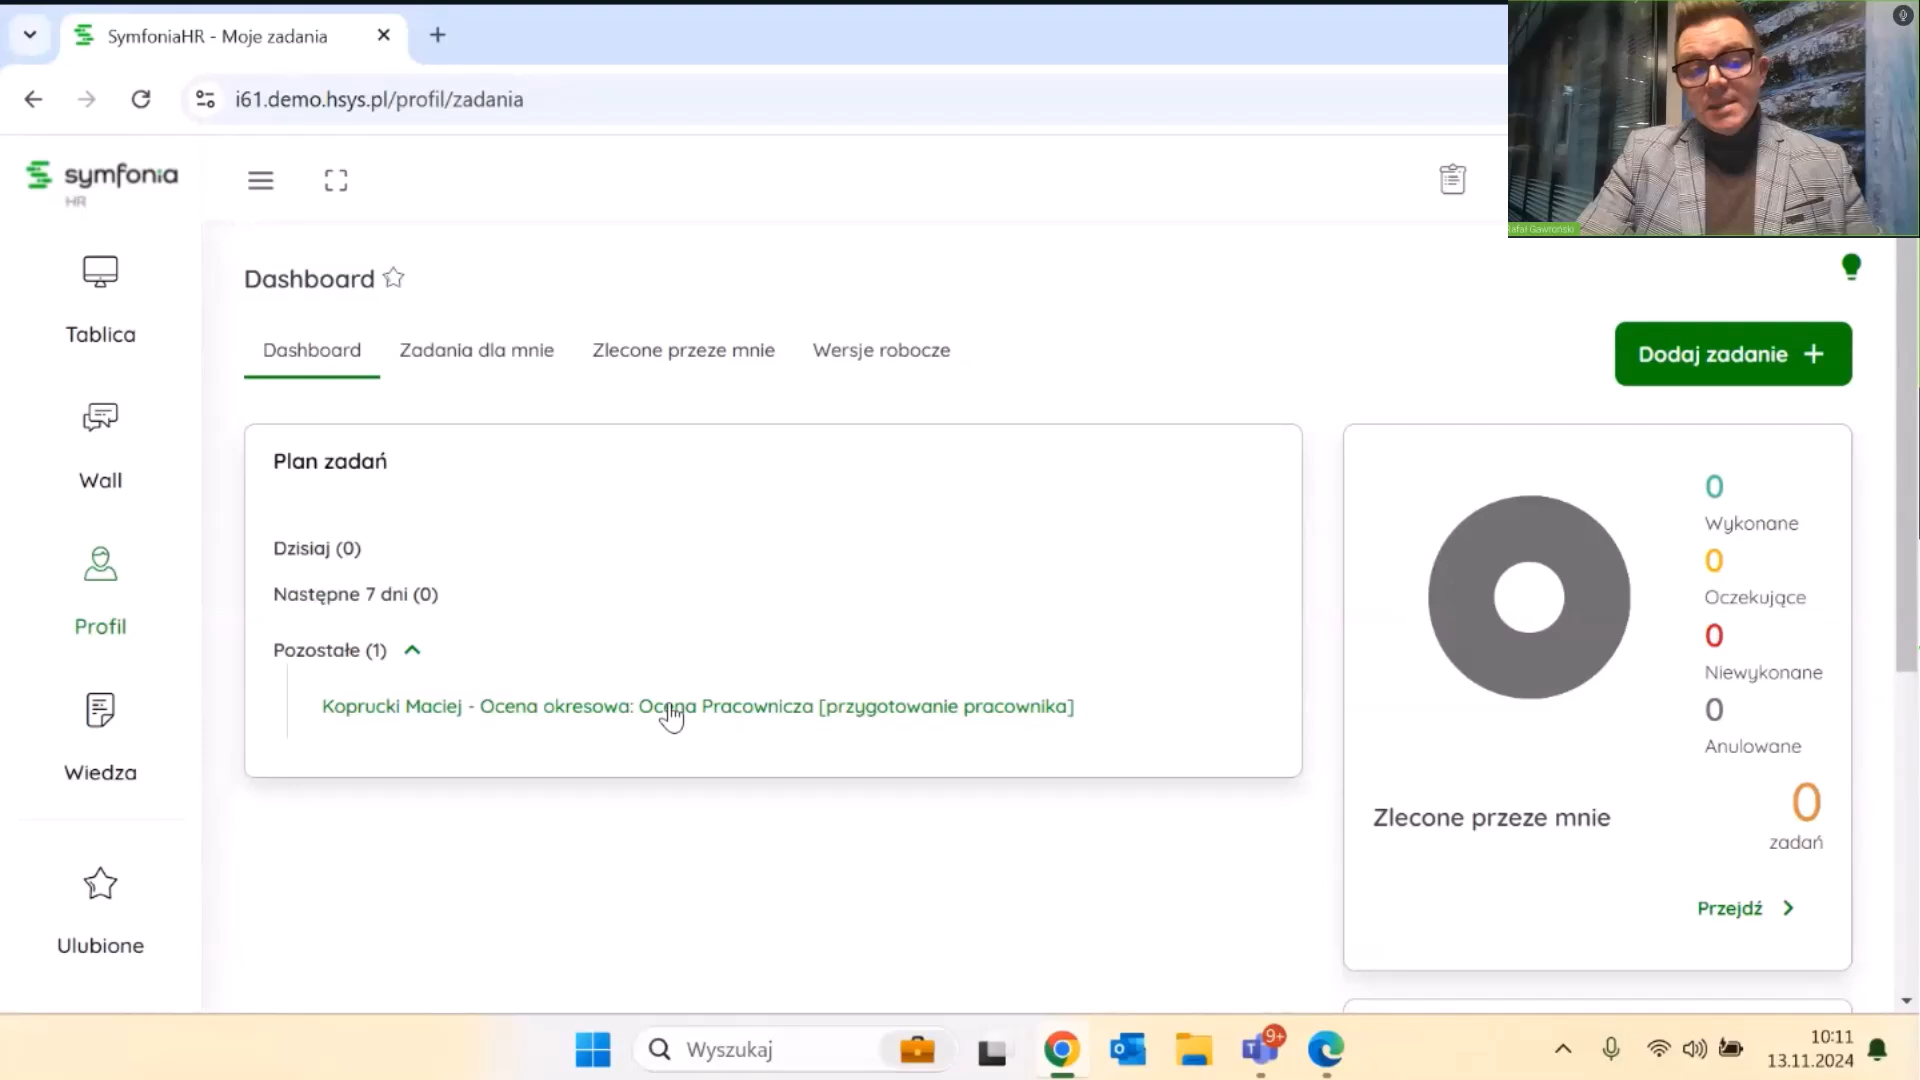 SymfoniaHR - Moje zadania
i61.demo.hsys.pl/profil/zadania
symfonia
HR
Rafał Gawroński
Tablica
Wall
Profil
Wiedza
Ulubione
Dashboard
Dashboard
Zadania dla mnie
Zlecone przeze mnie
Wersje robocze
Dodaj zadanie +
Plan zadań
Dzisiaj (0)
Następne 7 dni (0)
Pozostałe (1)
Koprucki Maciej - Ocena okresowa: Ocena Pracownicza [przygotowanie pracownika]
0
Wykonane
0
Oczekujące
0
Niewykonane
0
Anulowane
Zlecone przeze mnie
0
zadań
Przejdź
Wyszukaj
9+
10:11
13.11.2024